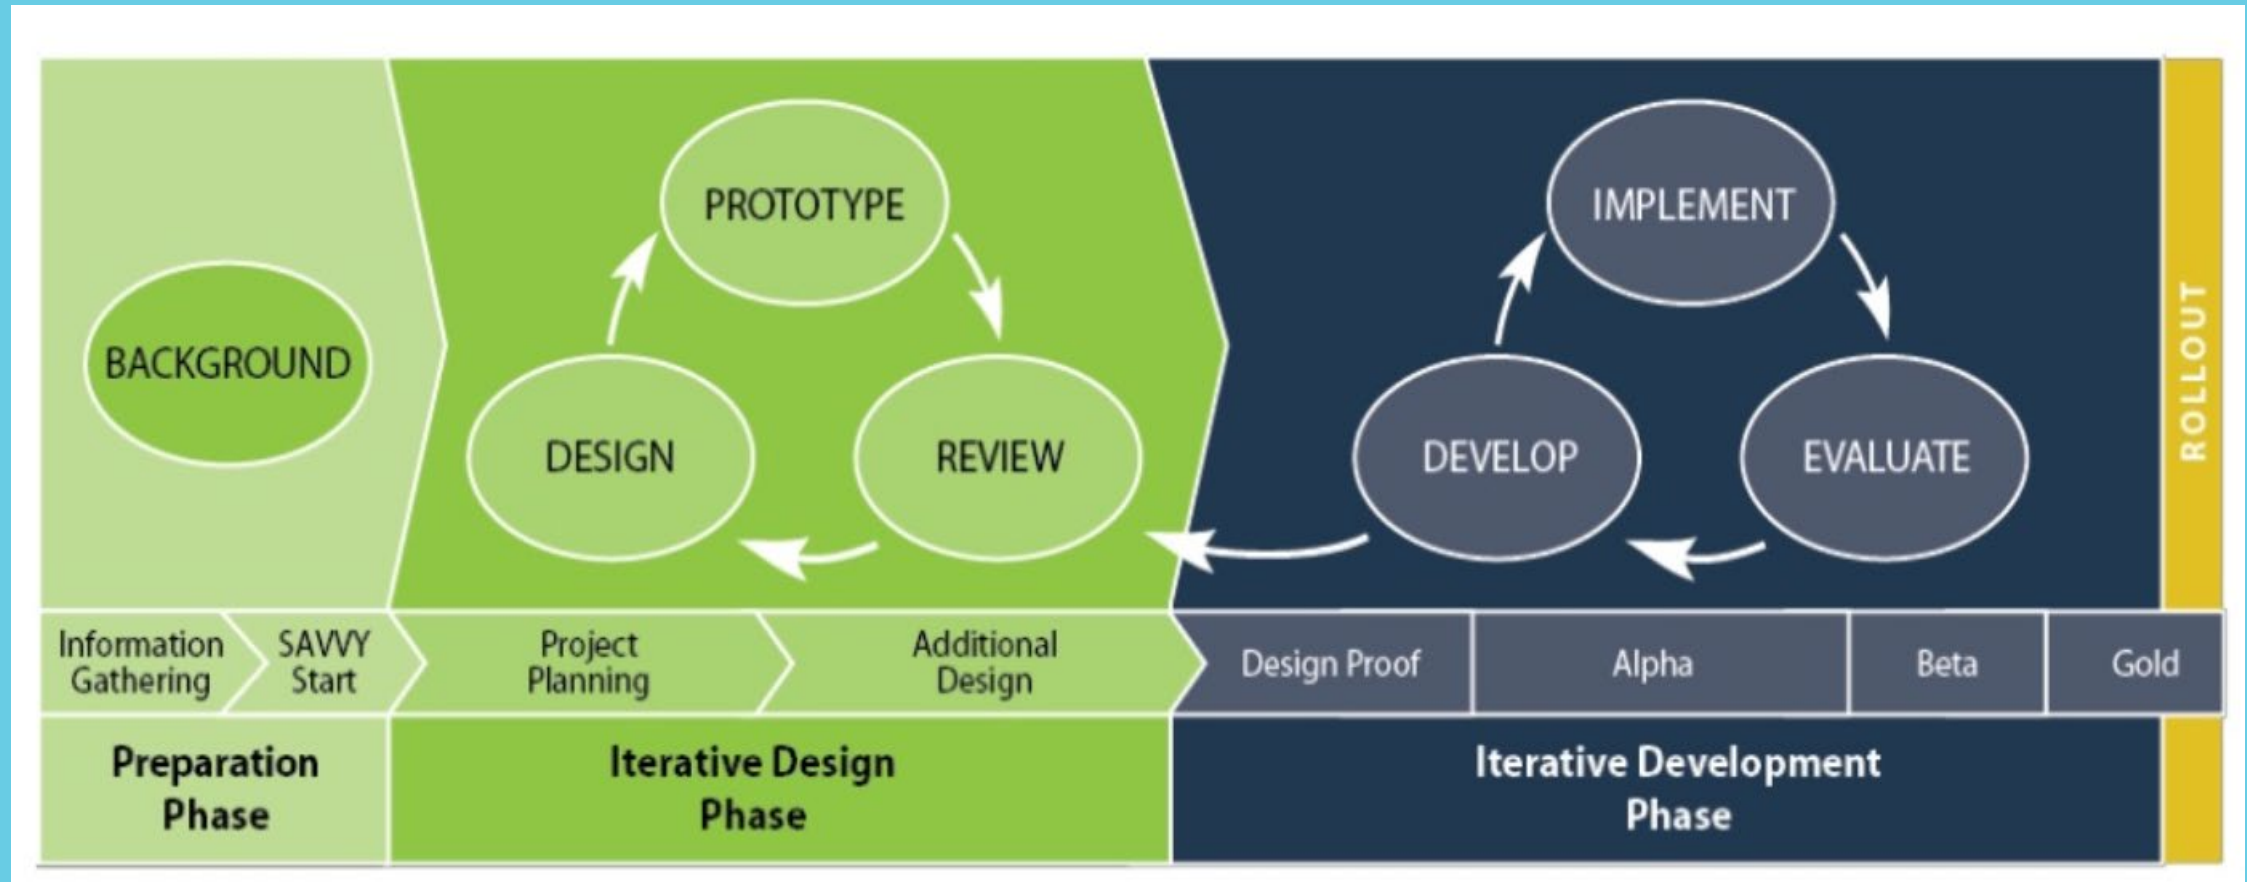 BACKGROUND
PROTOTYPE
DESIGN
REVIEW
IMPLEMENT
DEVELOP
EVALUATE
ROLLOUT
Information
Gathering
SAVVY
Start
Project
Planning
Additional
Design
Design Proof
Alpha
Beta
Gold
Preparation
Phase
Iterative Design
Phase
Iterative Development
Phase